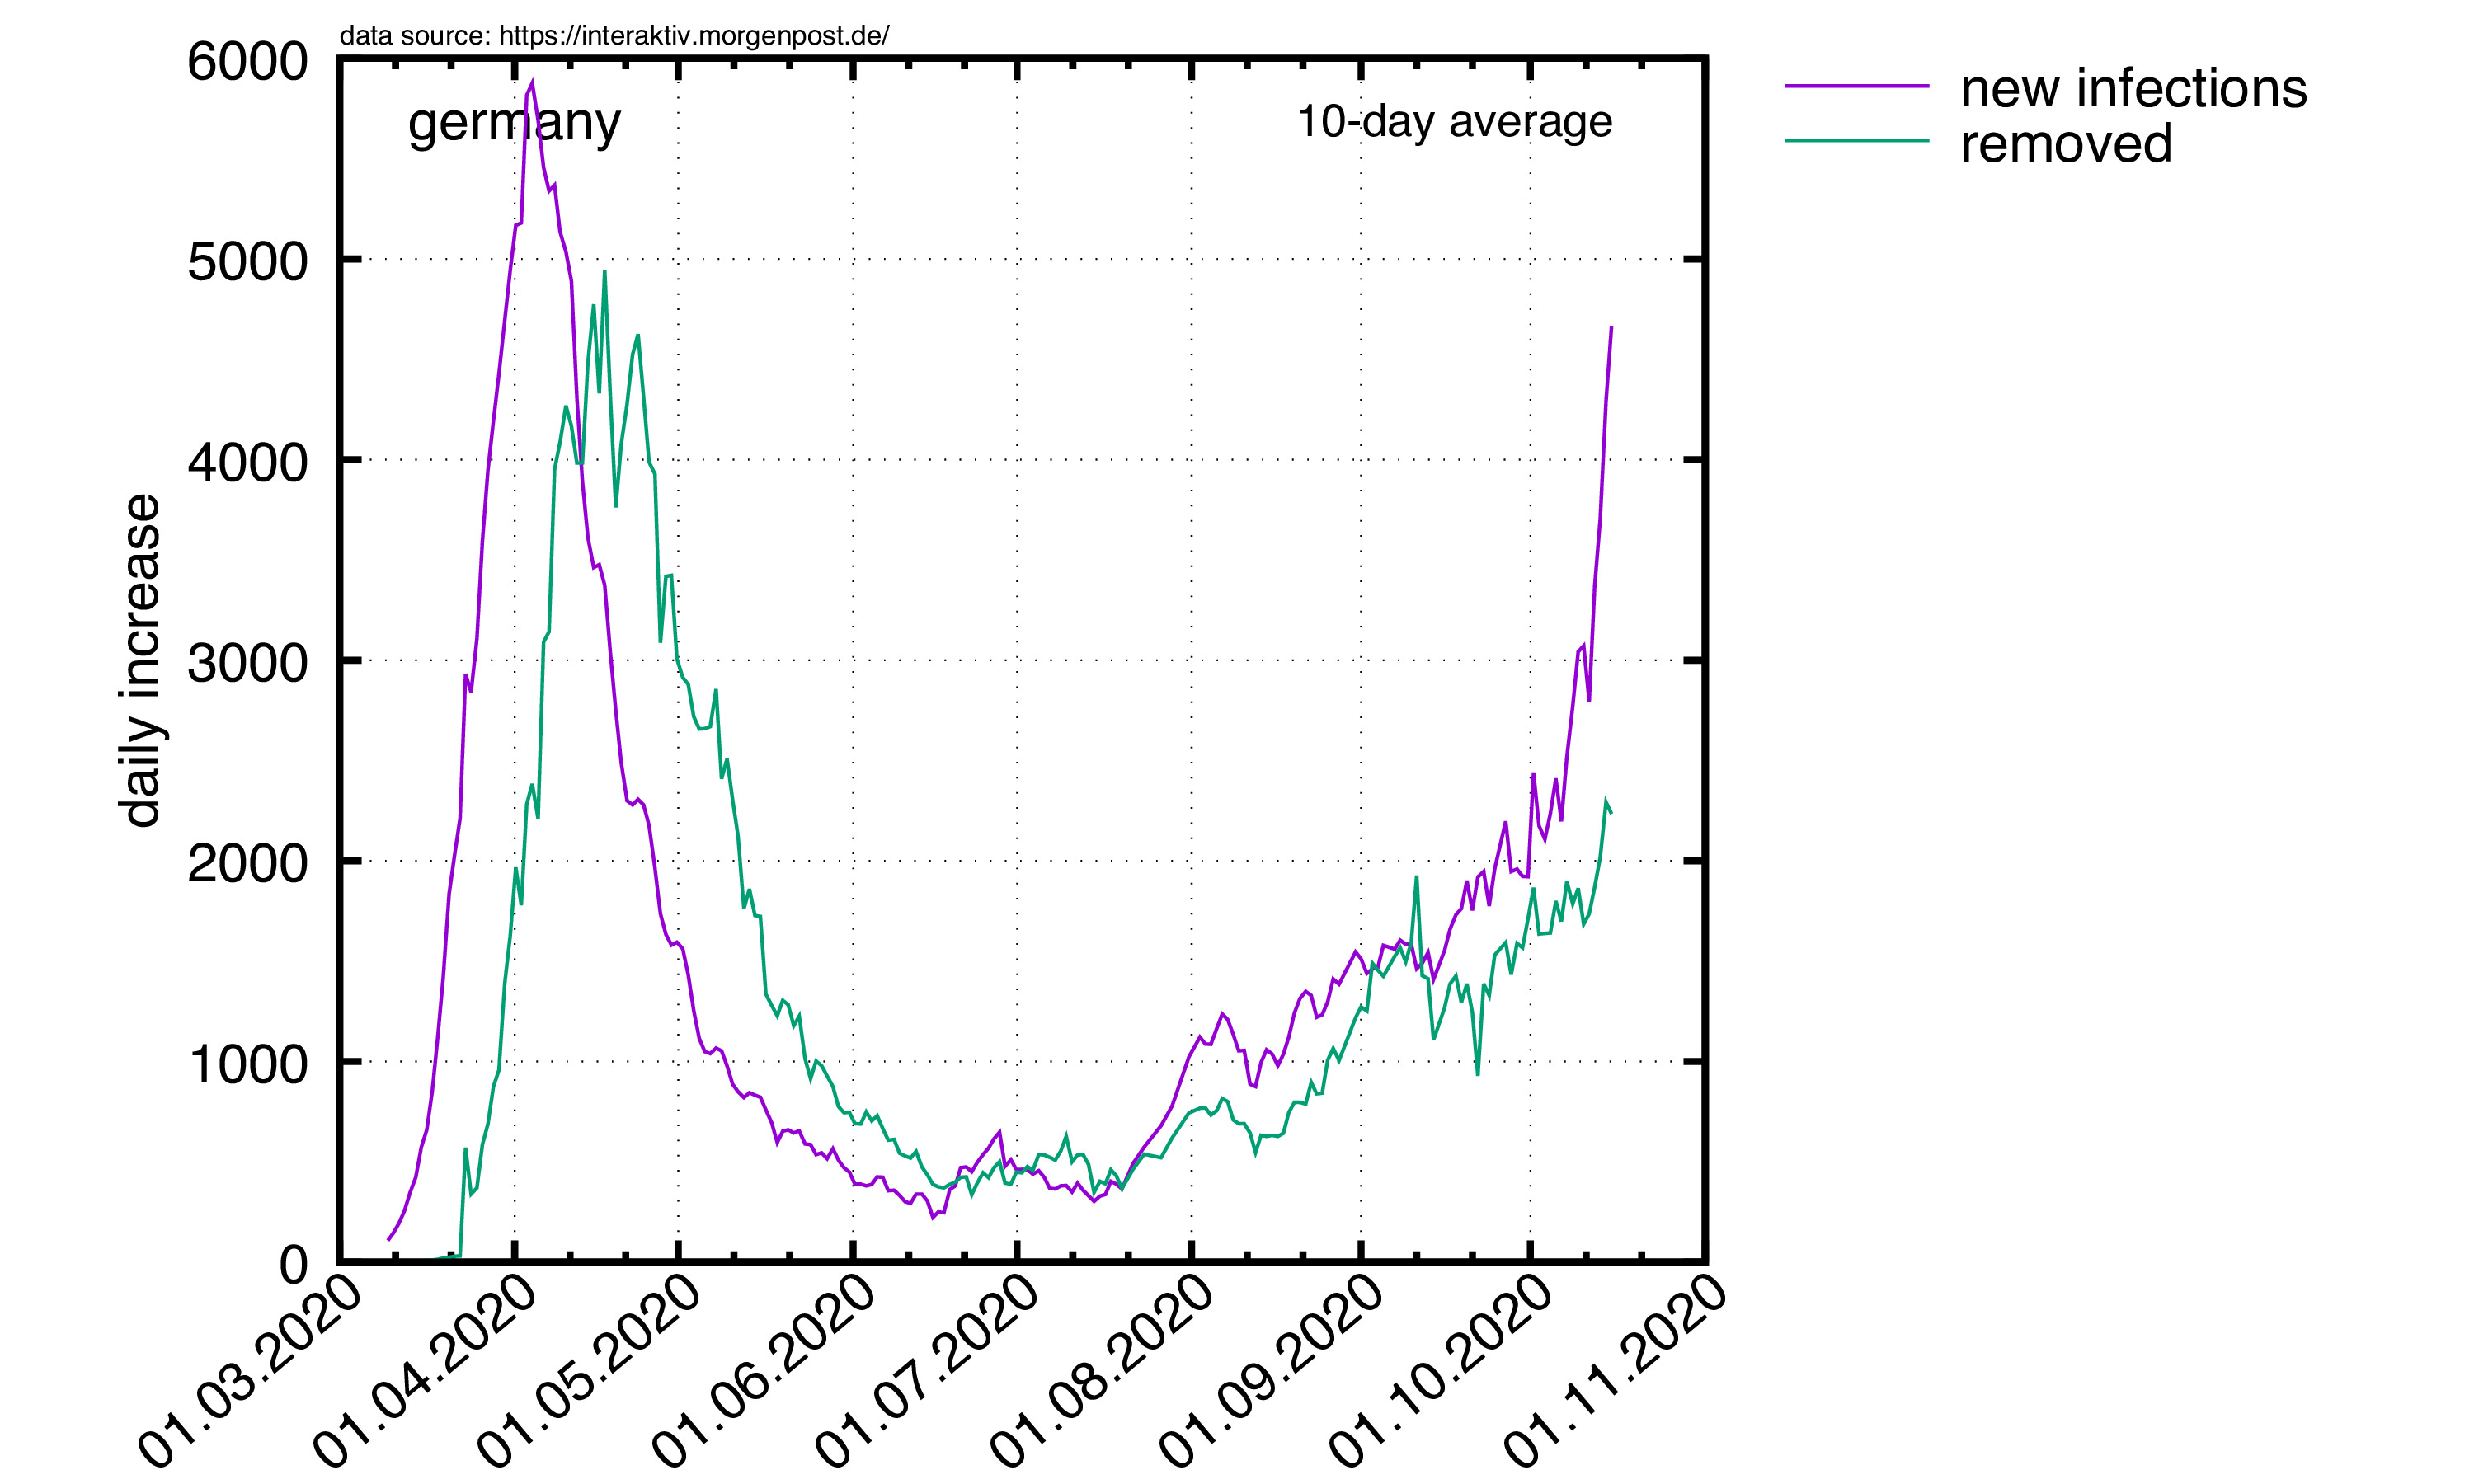 data source: https://interaktiv.morgenpost.de/
germany
10-day average
new infections
removed
daily increase
6000
5000
4000
3000
2000
1000
0
01.03.2020
01.04.2020
01.05.2020
01.06.2020
01.07.2020
01.08.2020
01.09.2020
01.10.2020
01.11.2020